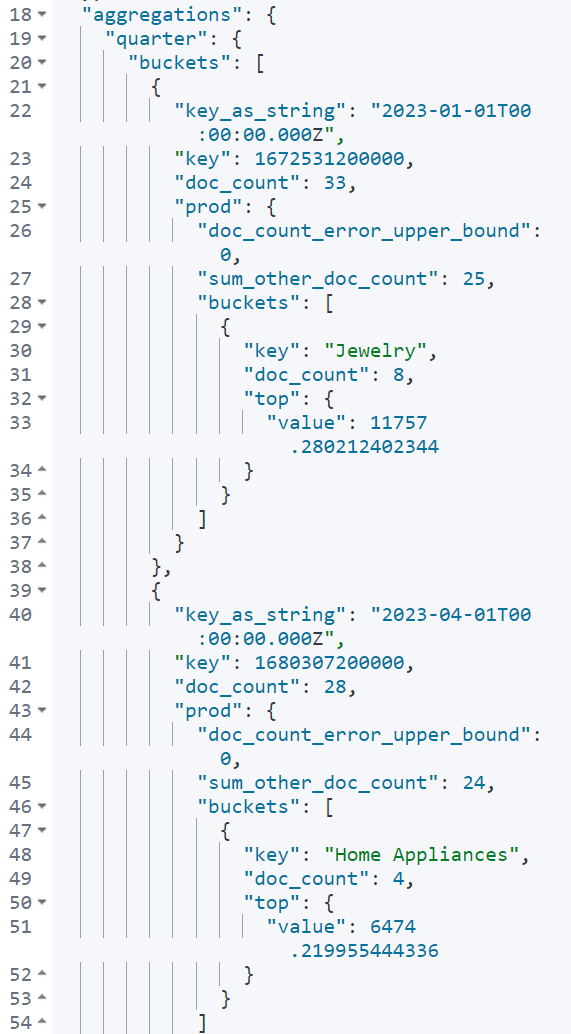 18 "aggregations": {
19 "quarter": {
20 "buckets": [
21 {
22 "key_as_string": "2023-01-01T00
:00:00.000Z",
23 "key": 1672531200000,
24 "doc_count": 33,
25 "prod": {
26 "doc_count_error_upper_bound":
0,
27 "sum_other_doc_count": 25,
28 "buckets": [
29 {
30 "key": "Jewelry",
31 "doc_count": 8,
32 "top": {
33 "value": 11757
.280212402344
34 }
35 }
36 ]
37 }
38 },
39 {
40 "key_as_string": "2023-04-01T00
:00:00.000Z",
41 "key": 1680307200000,
42 "doc_count": 28,
43 "prod": {
44 "doc_count_error_upper_bound":
0,
45 "sum_other_doc_count": 24,
46 "buckets": [
47 {
48 "key": "Home Appliances",
49 "doc_count": 4,
50 "top": {
51 "value": 6474
.219955444336
52 }
53 }
54 ]